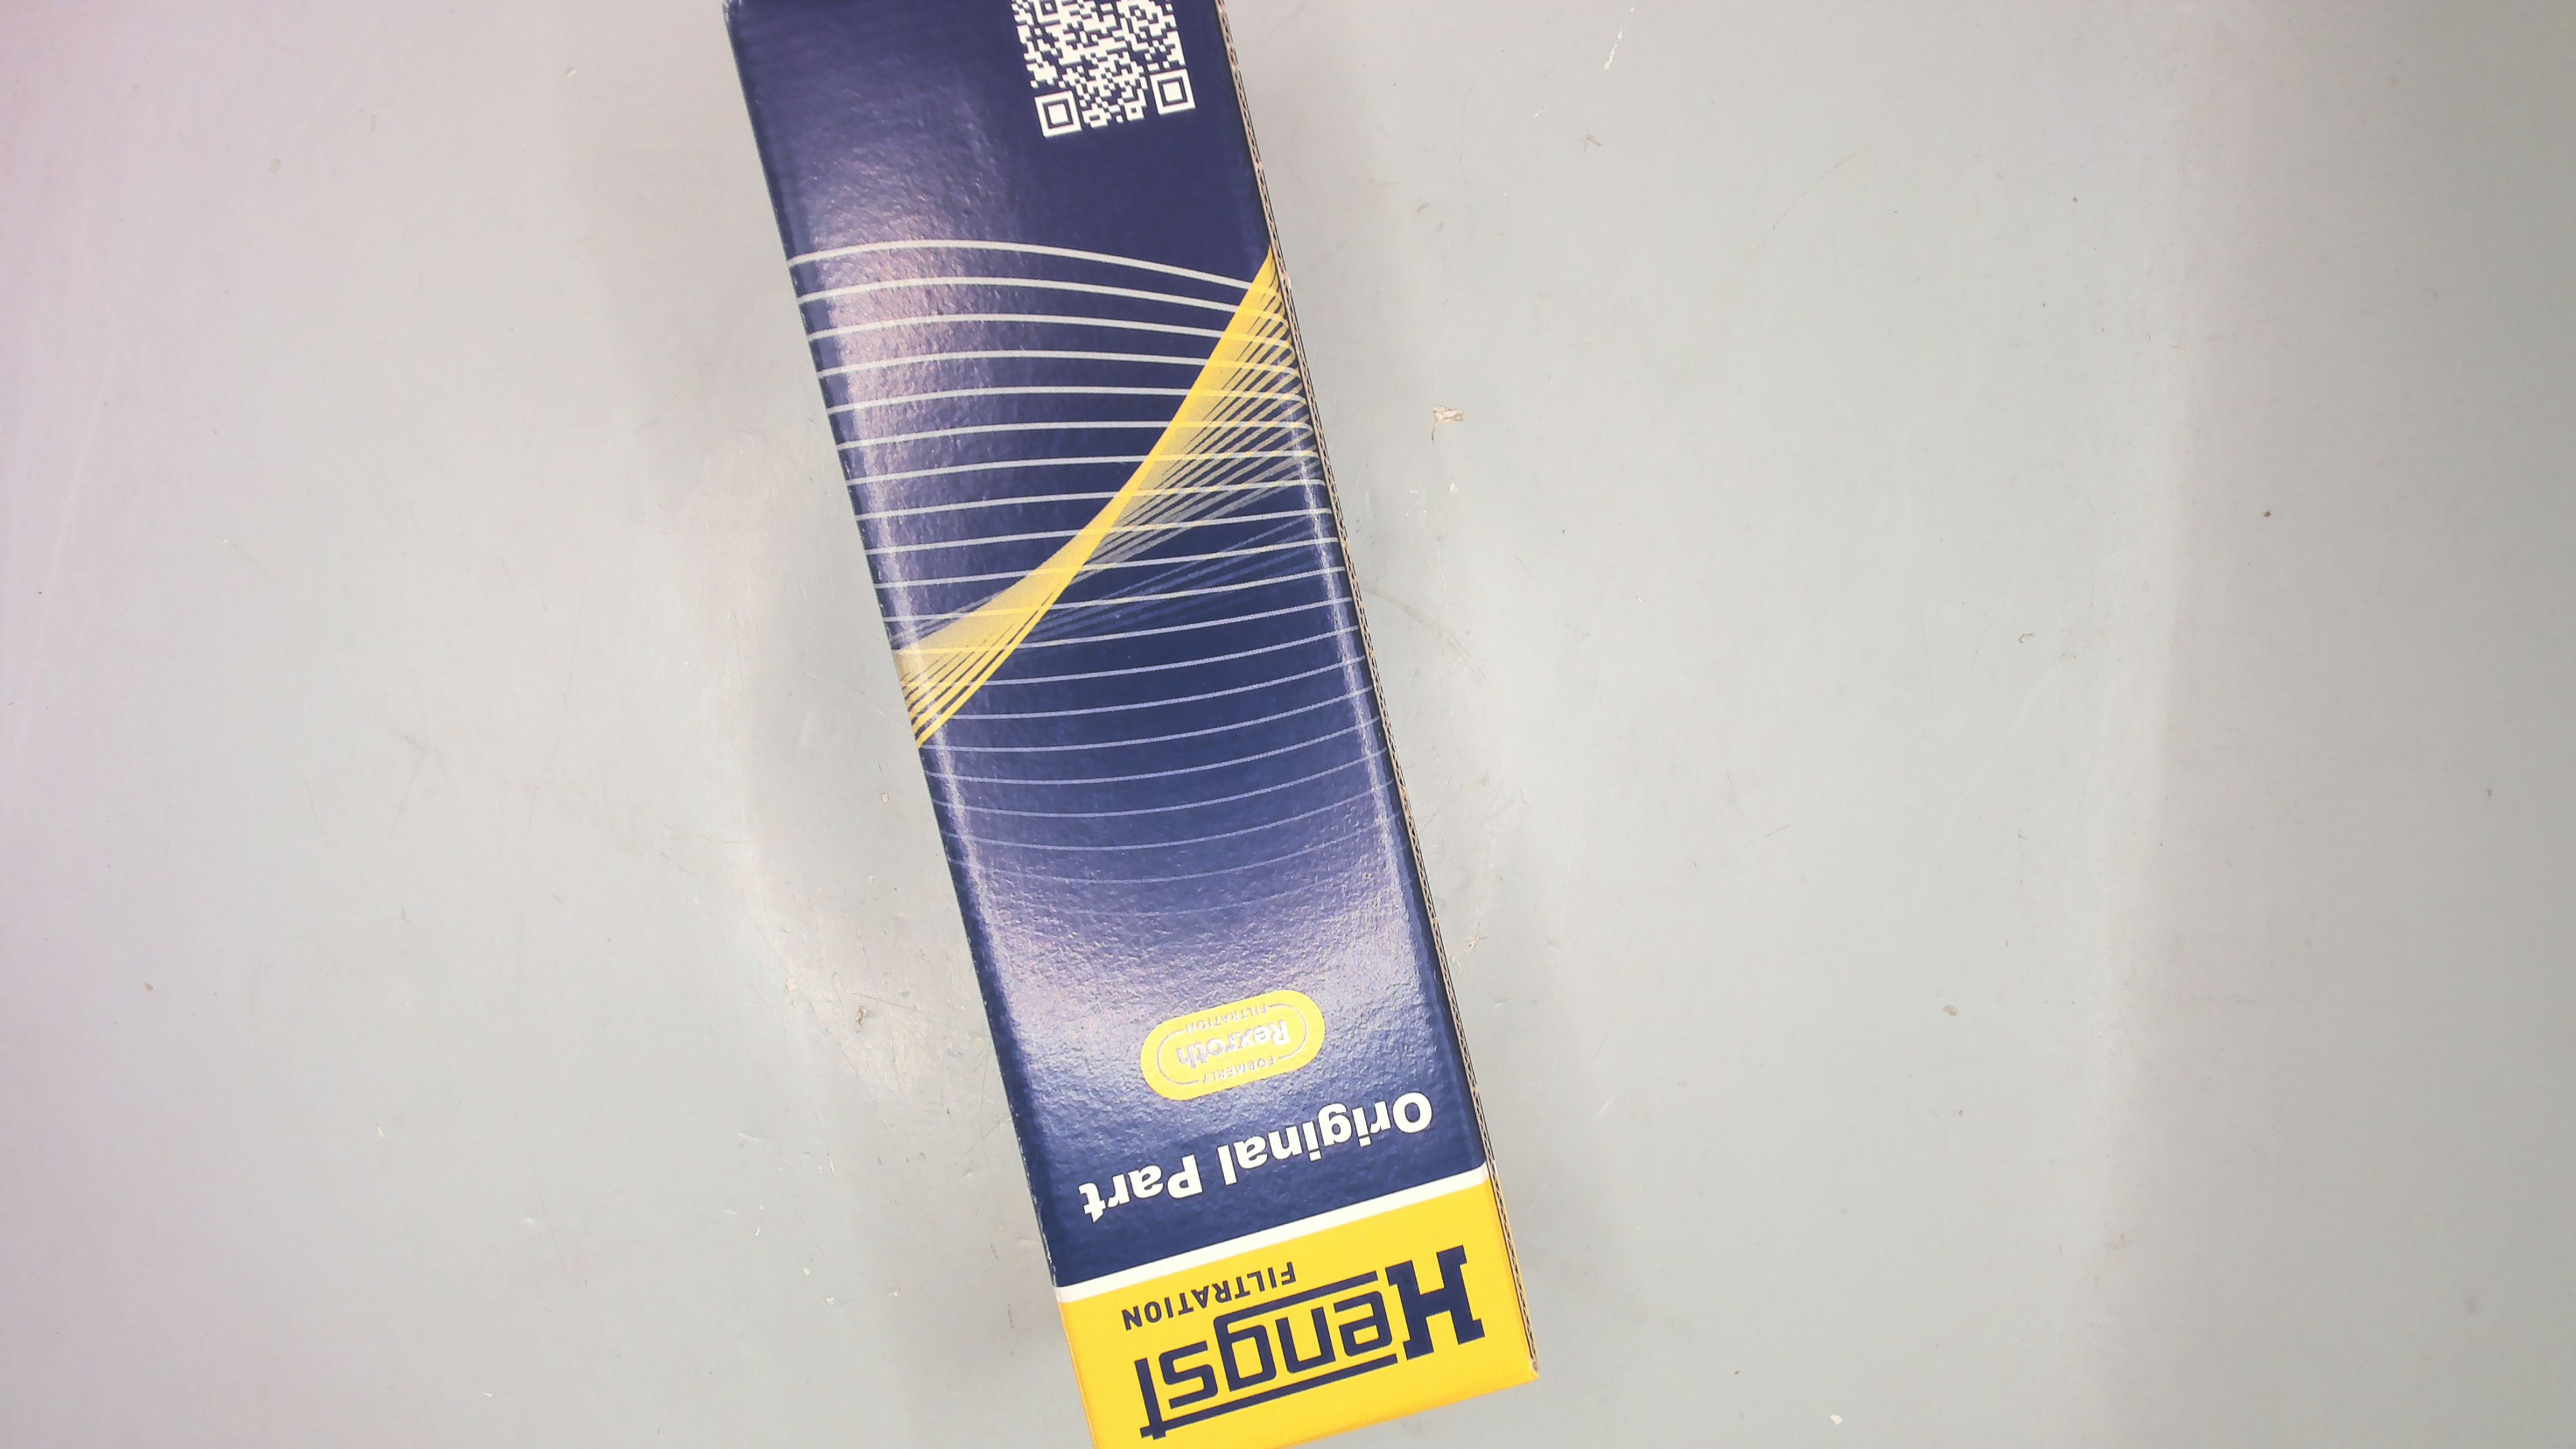 Hengst
FILTRATION
Original Part
FORMERLY
Rexroth
FILTRATION